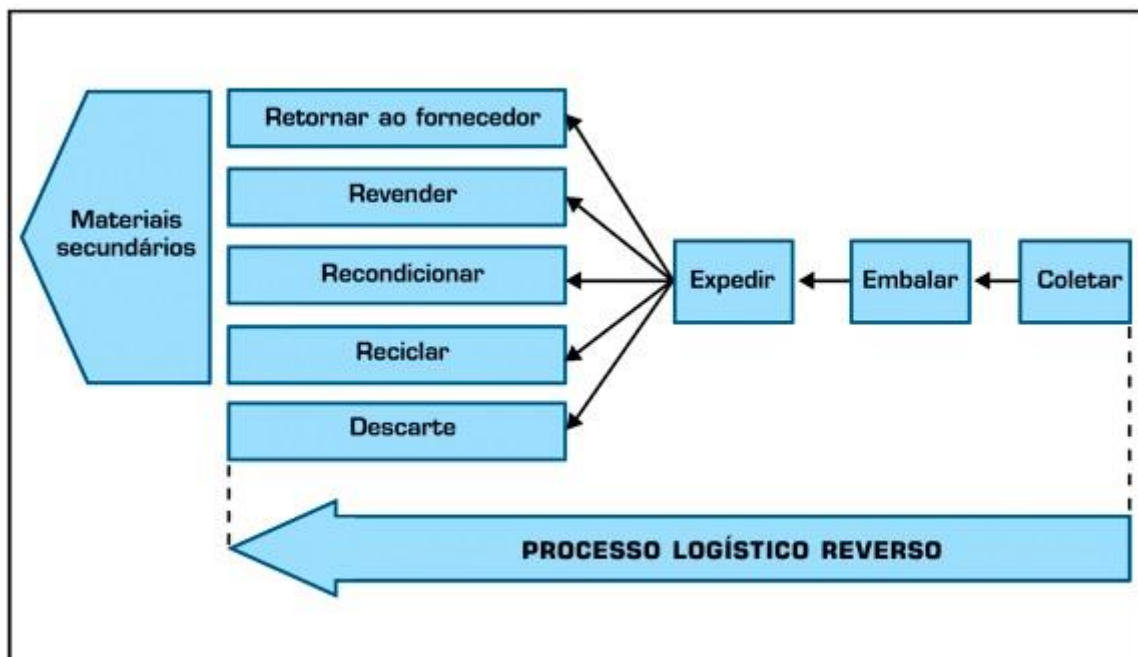 Retornar ao fornecedor
Revender
Materiais
secundários
Recondicionar
Expedir
Embalar
Coletar
Reciclar
Descarte
PROCESSO LOGÍSTICO REVERSO